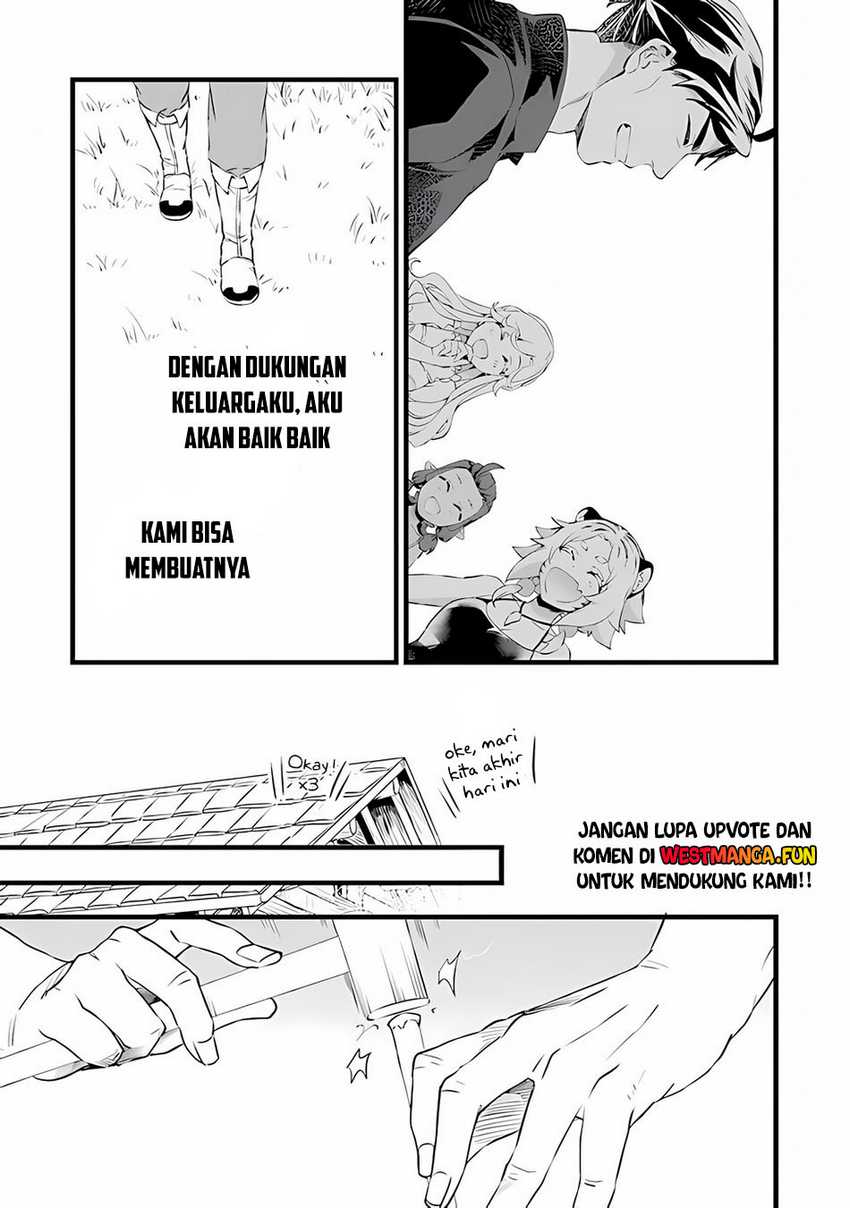 DENGAN DUKUNGAN
KELUARGAKU, AKU
AKAN BAIK BAIK
KAMI BISA
MEMBUATNYA
Okay!
x3
oke, mari
kita akhir
hari ini
JANGAN LUPA UPVOTE DAN
KOMEN DI WESTMANGA.FUN
UNTUK MENDUKUNG KAMI!!